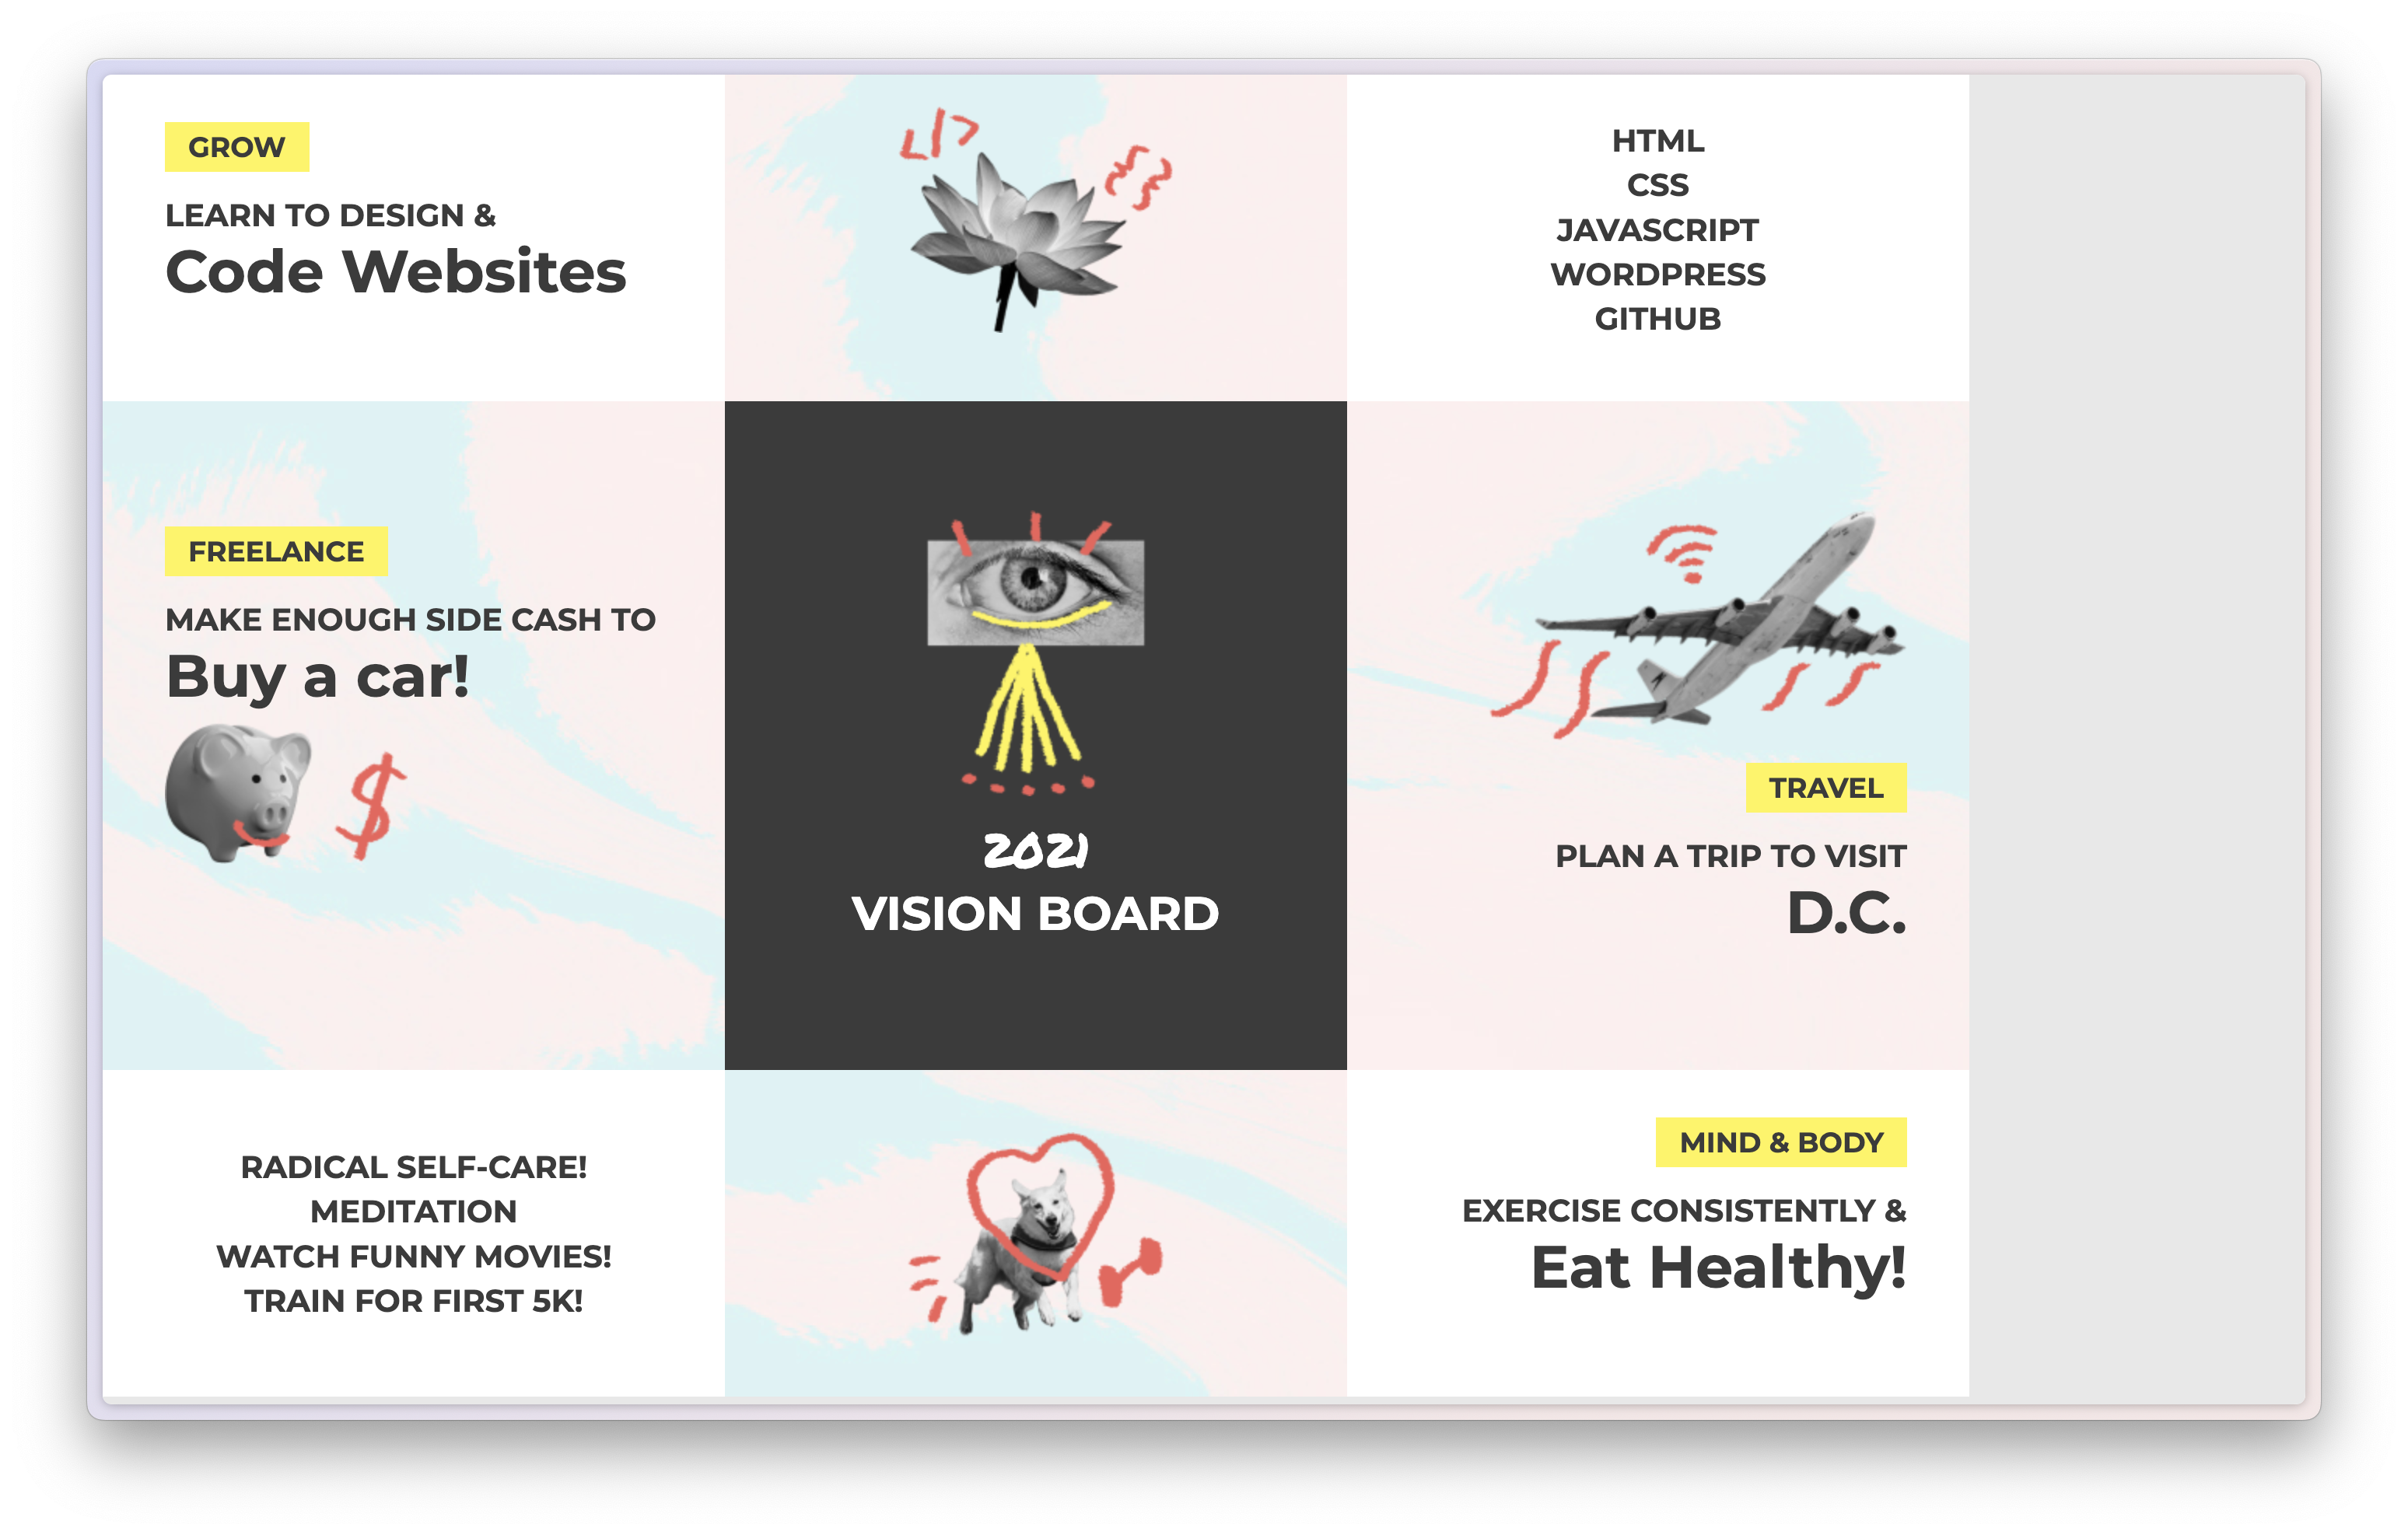 GROW
LEARN TO DESIGN &
Code Websites
</>
{}
HTML
CSS
JAVASCRIPT
WORDPRESS
GITHUB
FREELANCE
MAKE ENOUGH SIDE CASH TO
Buy a car!
$
2021
VISION BOARD
TRAVEL
PLAN A TRIP TO VISIT
D.C.
RADICAL SELF-CARE!
MEDITATION
WATCH FUNNY MOVIES!
TRAIN FOR FIRST 5K!
MIND & BODY
EXERCISE CONSISTENTLY &
Eat Healthy!